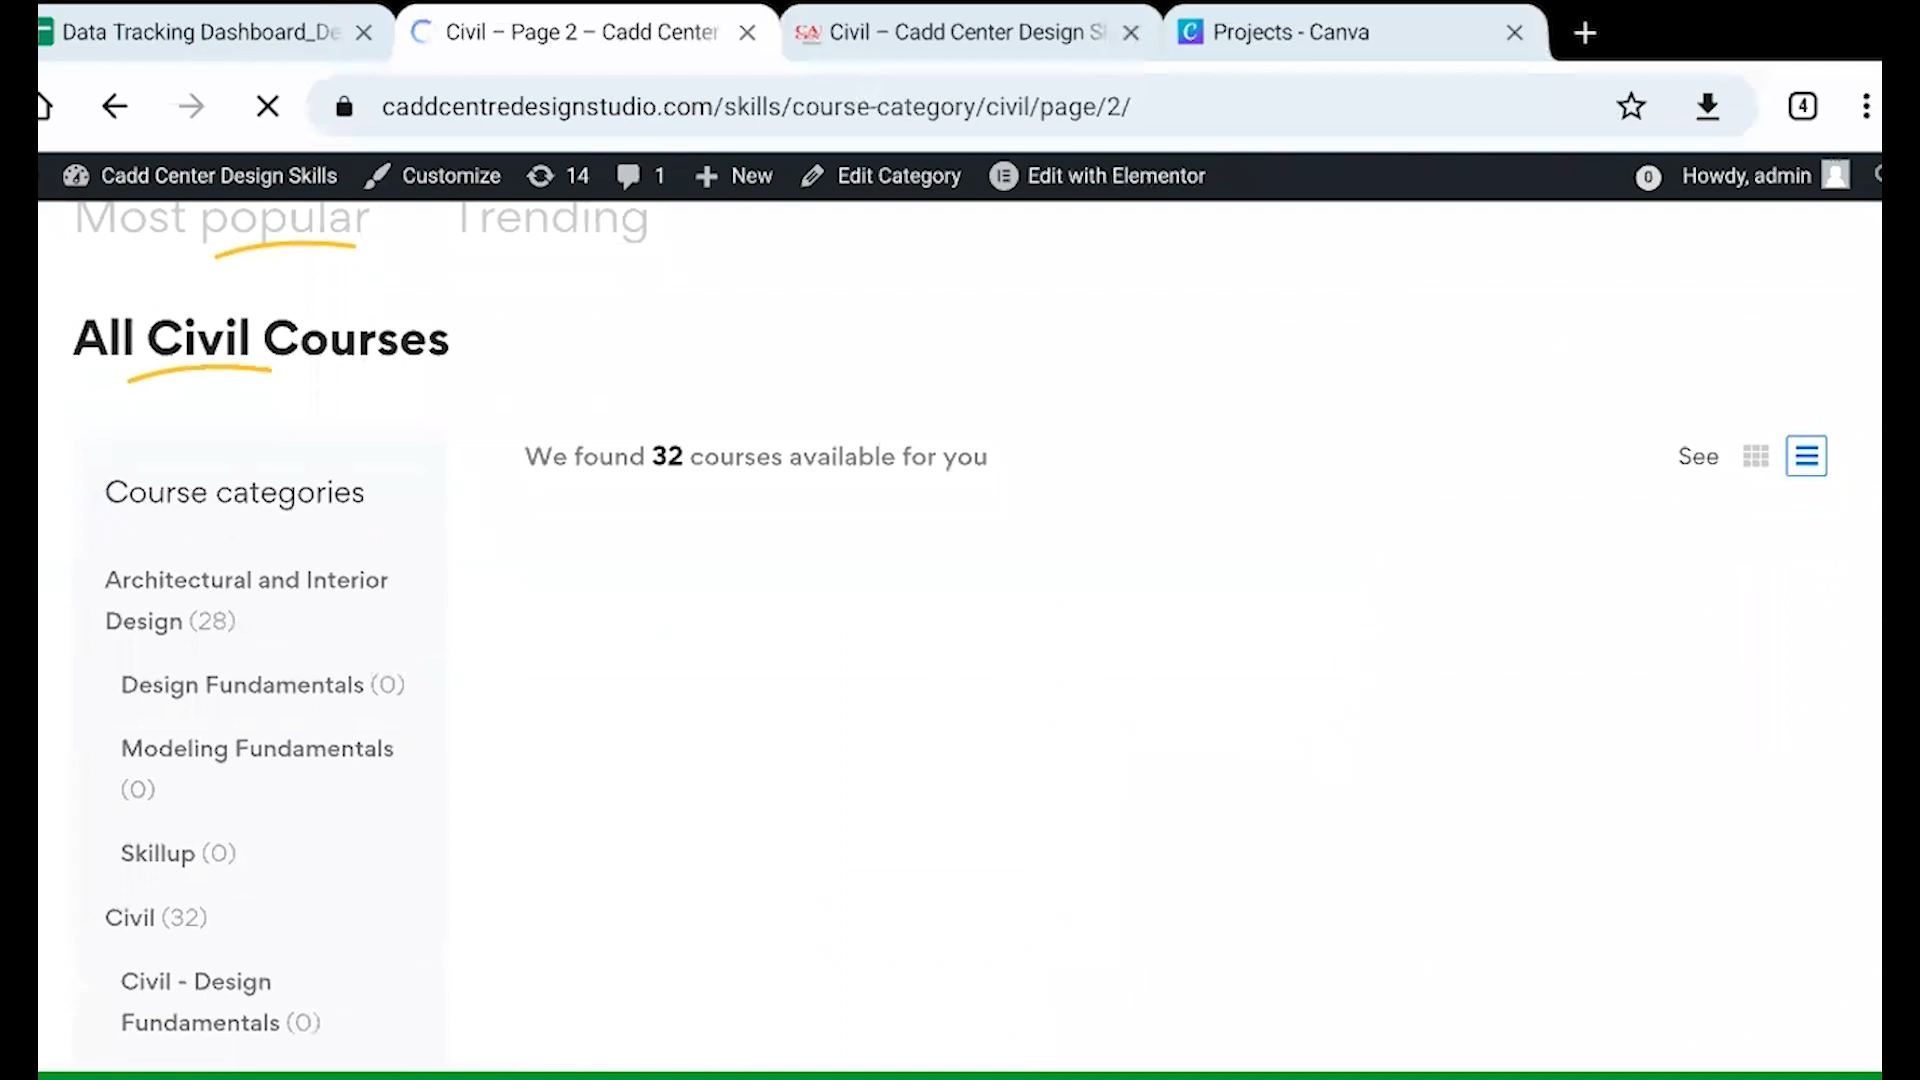 Data Tracking Dashboard_De
Civil – Page 2 – Cadd Center
Civil – Cadd Center Design S
Projects - Canva
caddcentredesignstudio.com/skills/course-category/civil/page/2/
4
Cadd Center Design Skills
Customize
14
1
New
Edit Category
Edit with Elementor
0
Howdy, admin
Most popular
Trending
All Civil Courses
We found 32 courses available for you
See
Course categories
Architectural and Interior
Design (28)
Design Fundamentals (0)
Modeling Fundamentals
(0)
Skillup (0)
Civil (32)
Civil - Design
Fundamentals (0)